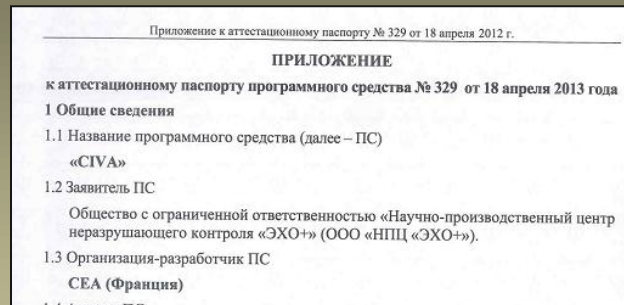 Приложение к аттестационному паспорту № 329 от 18 апреля 2012 г.
ПРИЛОЖЕНИЕ
к аттестационному паспорту программного средства № 329 от 18 апреля 2013 года
1 Общие сведения
1.1 Название программного средства (далее – ПС)
«CIVA»
1.2 Заявитель ПС
Общество с ограниченной ответственностью «Научно-производственный центр
неразрушающего контроля «ЭХО+» (ООО «НПЦ «ЭХО+»).
1.3 Организация-разработчик ПС
CEA (Франция)